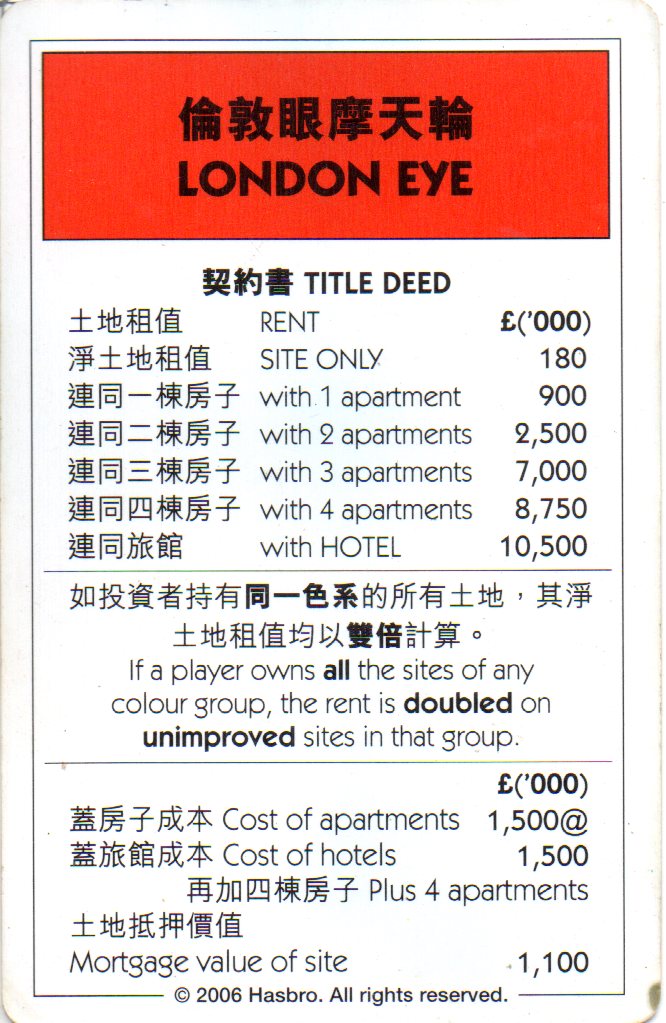 倫敦眼摩天輪
LONDON EYE
契約書 TITLE DEED
土地租值 RENT £('000)
淨土地租值 SITE ONLY 180
連同一棟房子 with 1 apartment 900
連同二棟房子 with 2 apartments 2,500
連同三棟房子 with 3 apartments 7,000
連同四棟房子 with 4 apartments 8,750
連同旅館 with HOTEL 10,500
如投資者持有同一色系的所有土地，其淨
土地租值均以雙倍計算。
If a player owns all the sites of any
colour group, the rent is doubled on
unimproved sites in that group.
£('000)
蓋房子成本 Cost of apartments 1,500@
蓋旅館成本 Cost of hotels 1,500
再加四棟房子 Plus 4 apartments
土地抵押價值
Mortgage value of site 1,100
© 2006 Hasbro. All rights reserved.